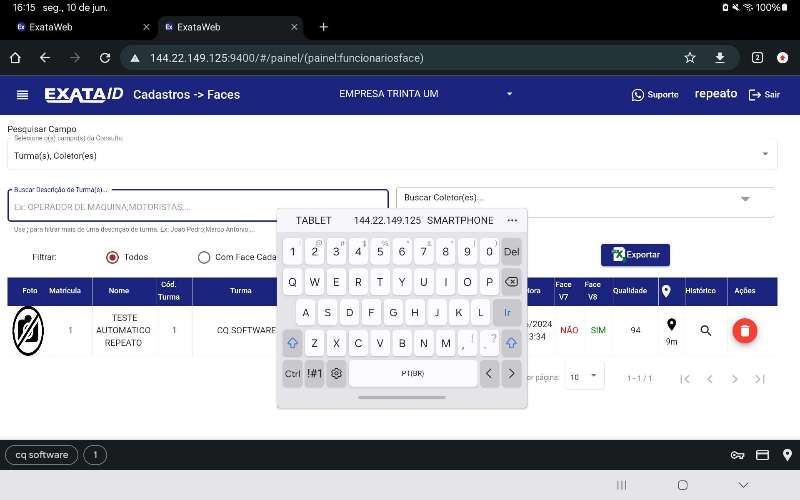 16:15 seg., 10 de jun. 100%
ExataWeb
ExataWeb
144.22.149.125:9400/#/painel/(painel:funcionariosface)
2
EXATA ID Cadastros -> Faces EMPRESA TRINTA UM Suporte repeato Sair
Pesquisar Campo
Selecione o(s) campo(s) da Consulta
Turma(s), Coletor(es)
Buscar Descrição de Turma(s)...
Ex: OPERADOR DE MAQUINA;MOTORISTAS;...
Buscar Coletor(es)...
Use ; para filtrar mais de uma descrição de turma. Ex: João Pedro;Marco Antonio...
Filtrar: Todos Com Face Cada
Exportar
TABLET 144.22.149.125 SMARTPHONE ...
1 2 3 4 5 6 7 8 9 0 Del
Q W E R T Y U I O P
A S D F G H J K L Ir
Z X C V B N M , ! . ?
Ctrl !#1 PT(BR) < >
Foto Matrícula Nome Cód. Turma Turma Hora Face V7 Face V8 Qualidade Histórico Ações
1 TESTE AUTOMATICO REPEATO 1 CQ SOFTWARE 6/2024 3:34 NÃO SIM 94 9m
or página: 10 1 - 1 / 1
cq software 1